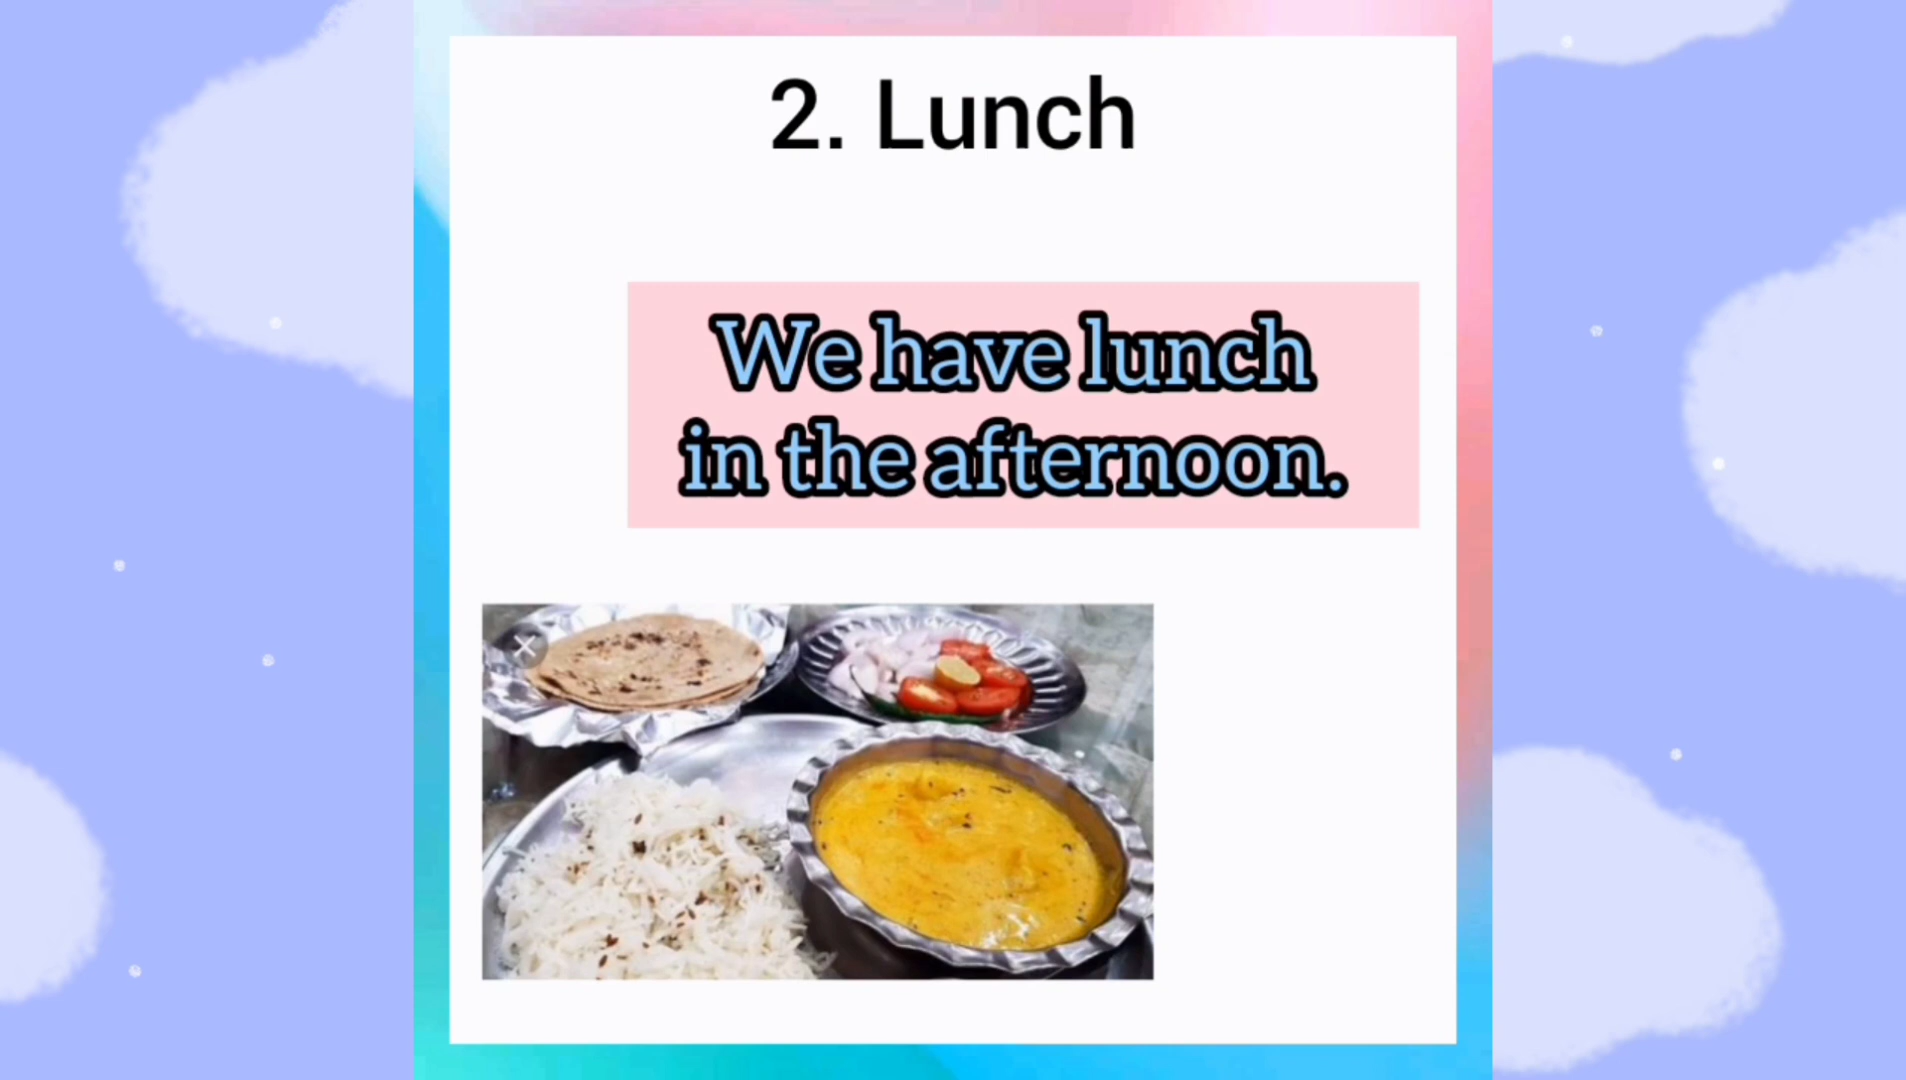 2. Lunch
We have lunch
in the afternoon.